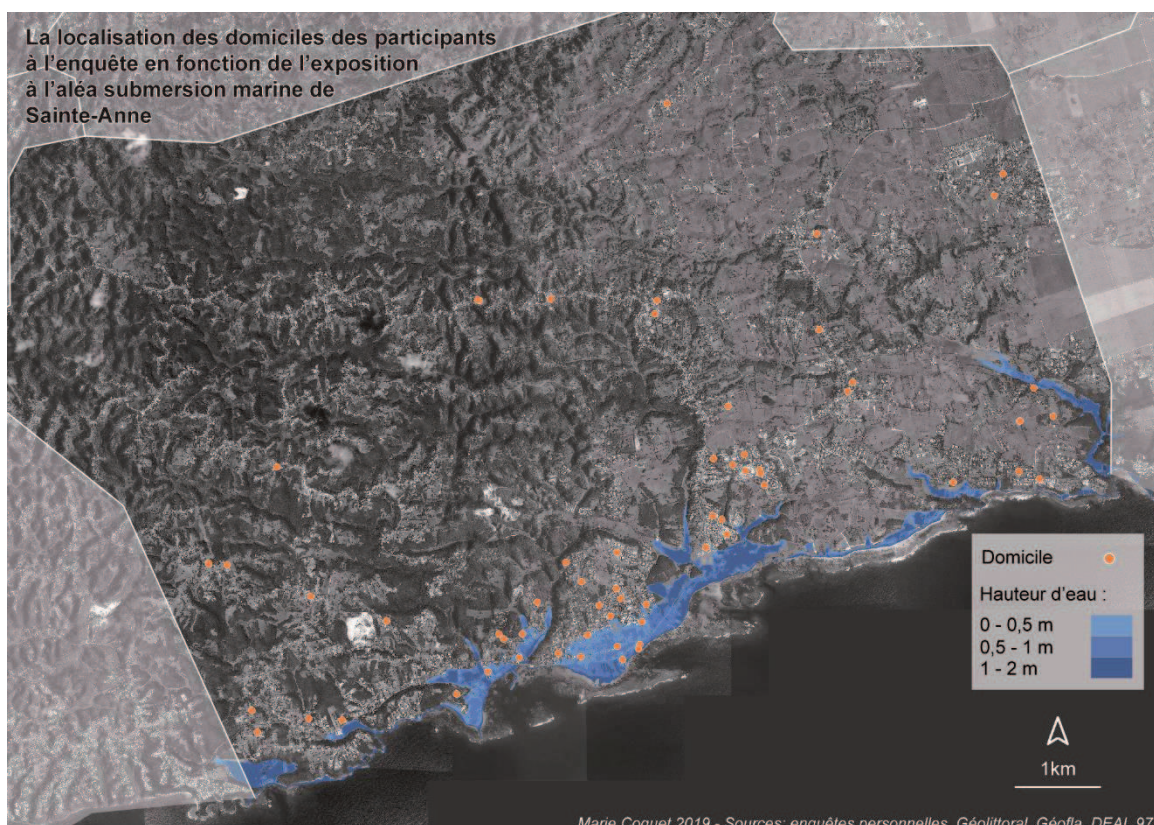 La localisation des domiciles des participants
à l'enquête en fonction de l'exposition
à l'aléa submersion marine de
Sainte-Anne
Domicile
Hauteur d'eau :
0 - 0,5 m
0,5 - 1 m
1 - 2 m
1km
Marie Coquet 2019 - Sources: enquêtes personnelles, Géolittoral, Géofla, DEAL 97